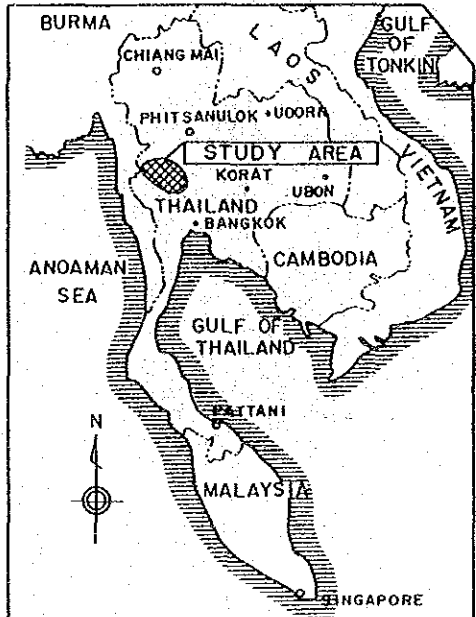 BURMA
GULF
OF
TONKIN
LAOS
CHIANG MAI
PHITSANULOK
UDORN
STUDY AREA
VIETNAM
KORAT
UBON
THAILAND
BANGKOK
CAMBODIA
ANOAMAN
SEA
GULF OF
THAILAND
PATTANI
N
MALAYSIA
SINGAPORE